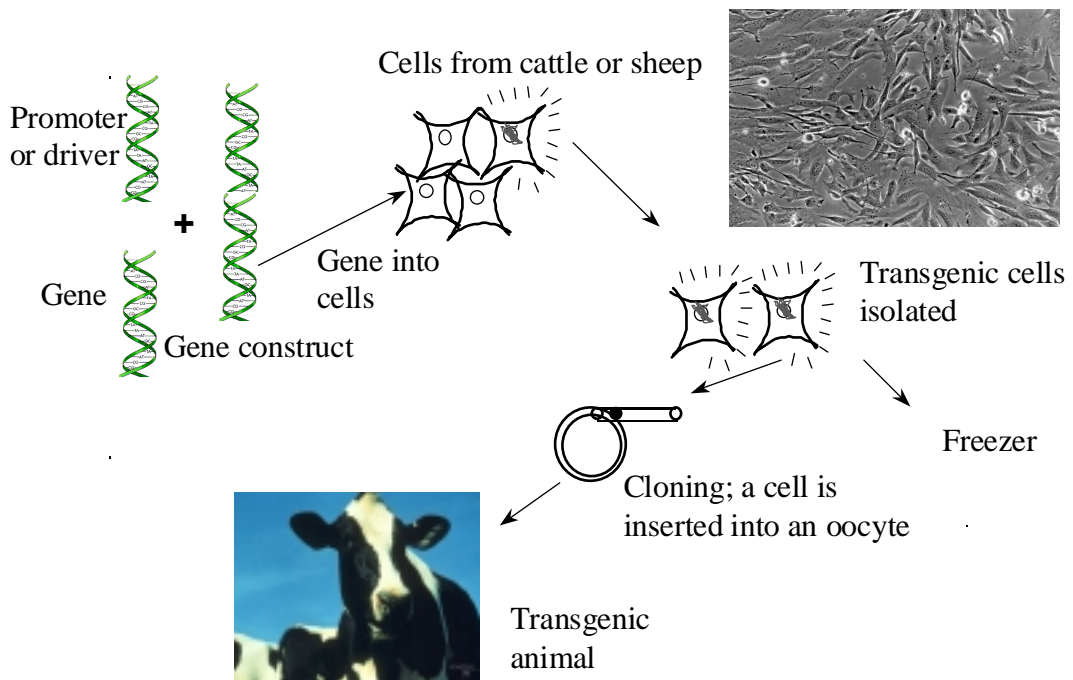 Cells from cattle or sheep
Promoter
or driver
+
Gene into
cells
Gene
Gene construct
Transgenic cells
isolated
Freezer
Cloning; a cell is
inserted into an oocyte
Transgenic
animal